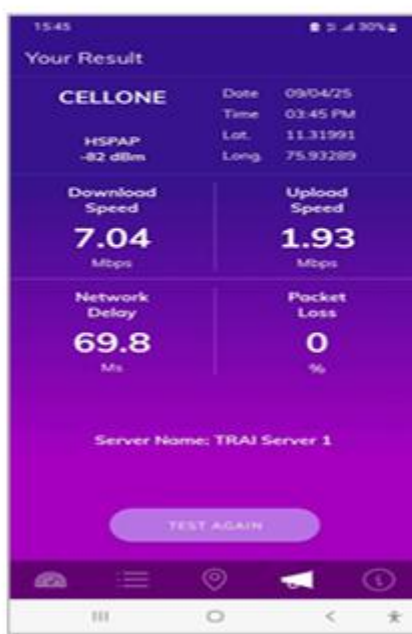 15:45
30%
Your Result
CELLONE
HSPAP
-82 dBm
Date 09/04/25
Time 03:45 PM
Lat. 11.31991
Long. 75.93289
Download Speed
7.04
Mbps
Upload Speed
1.93
Mbps
Network Delay
69.8
Ms
Packet Loss
0
%
Server Name: TRAI Server 1
TEST AGAIN